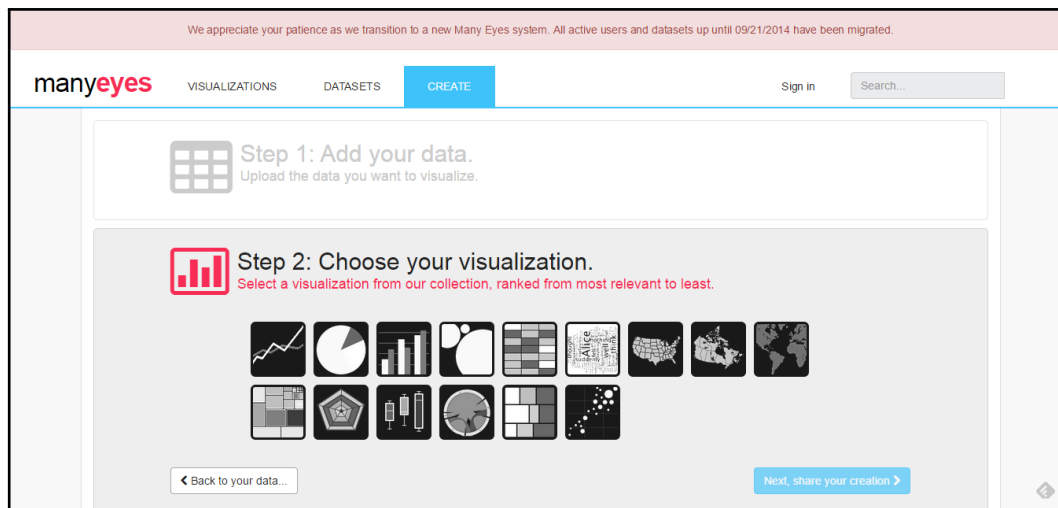 We appreciate your patience as we transition to a new Many Eyes system. All active users and datasets up until 09/21/2014 have been migrated.
manyeyes
VISUALIZATIONS
DATASETS
CREATE
Sign in
Search...
Step 1: Add your data.
Upload the data you want to visualize.
Step 2: Choose your visualization.
Select a visualization from our collection, ranked from most relevant to least.
Alice
think
Back to your data...
Next, share your creation